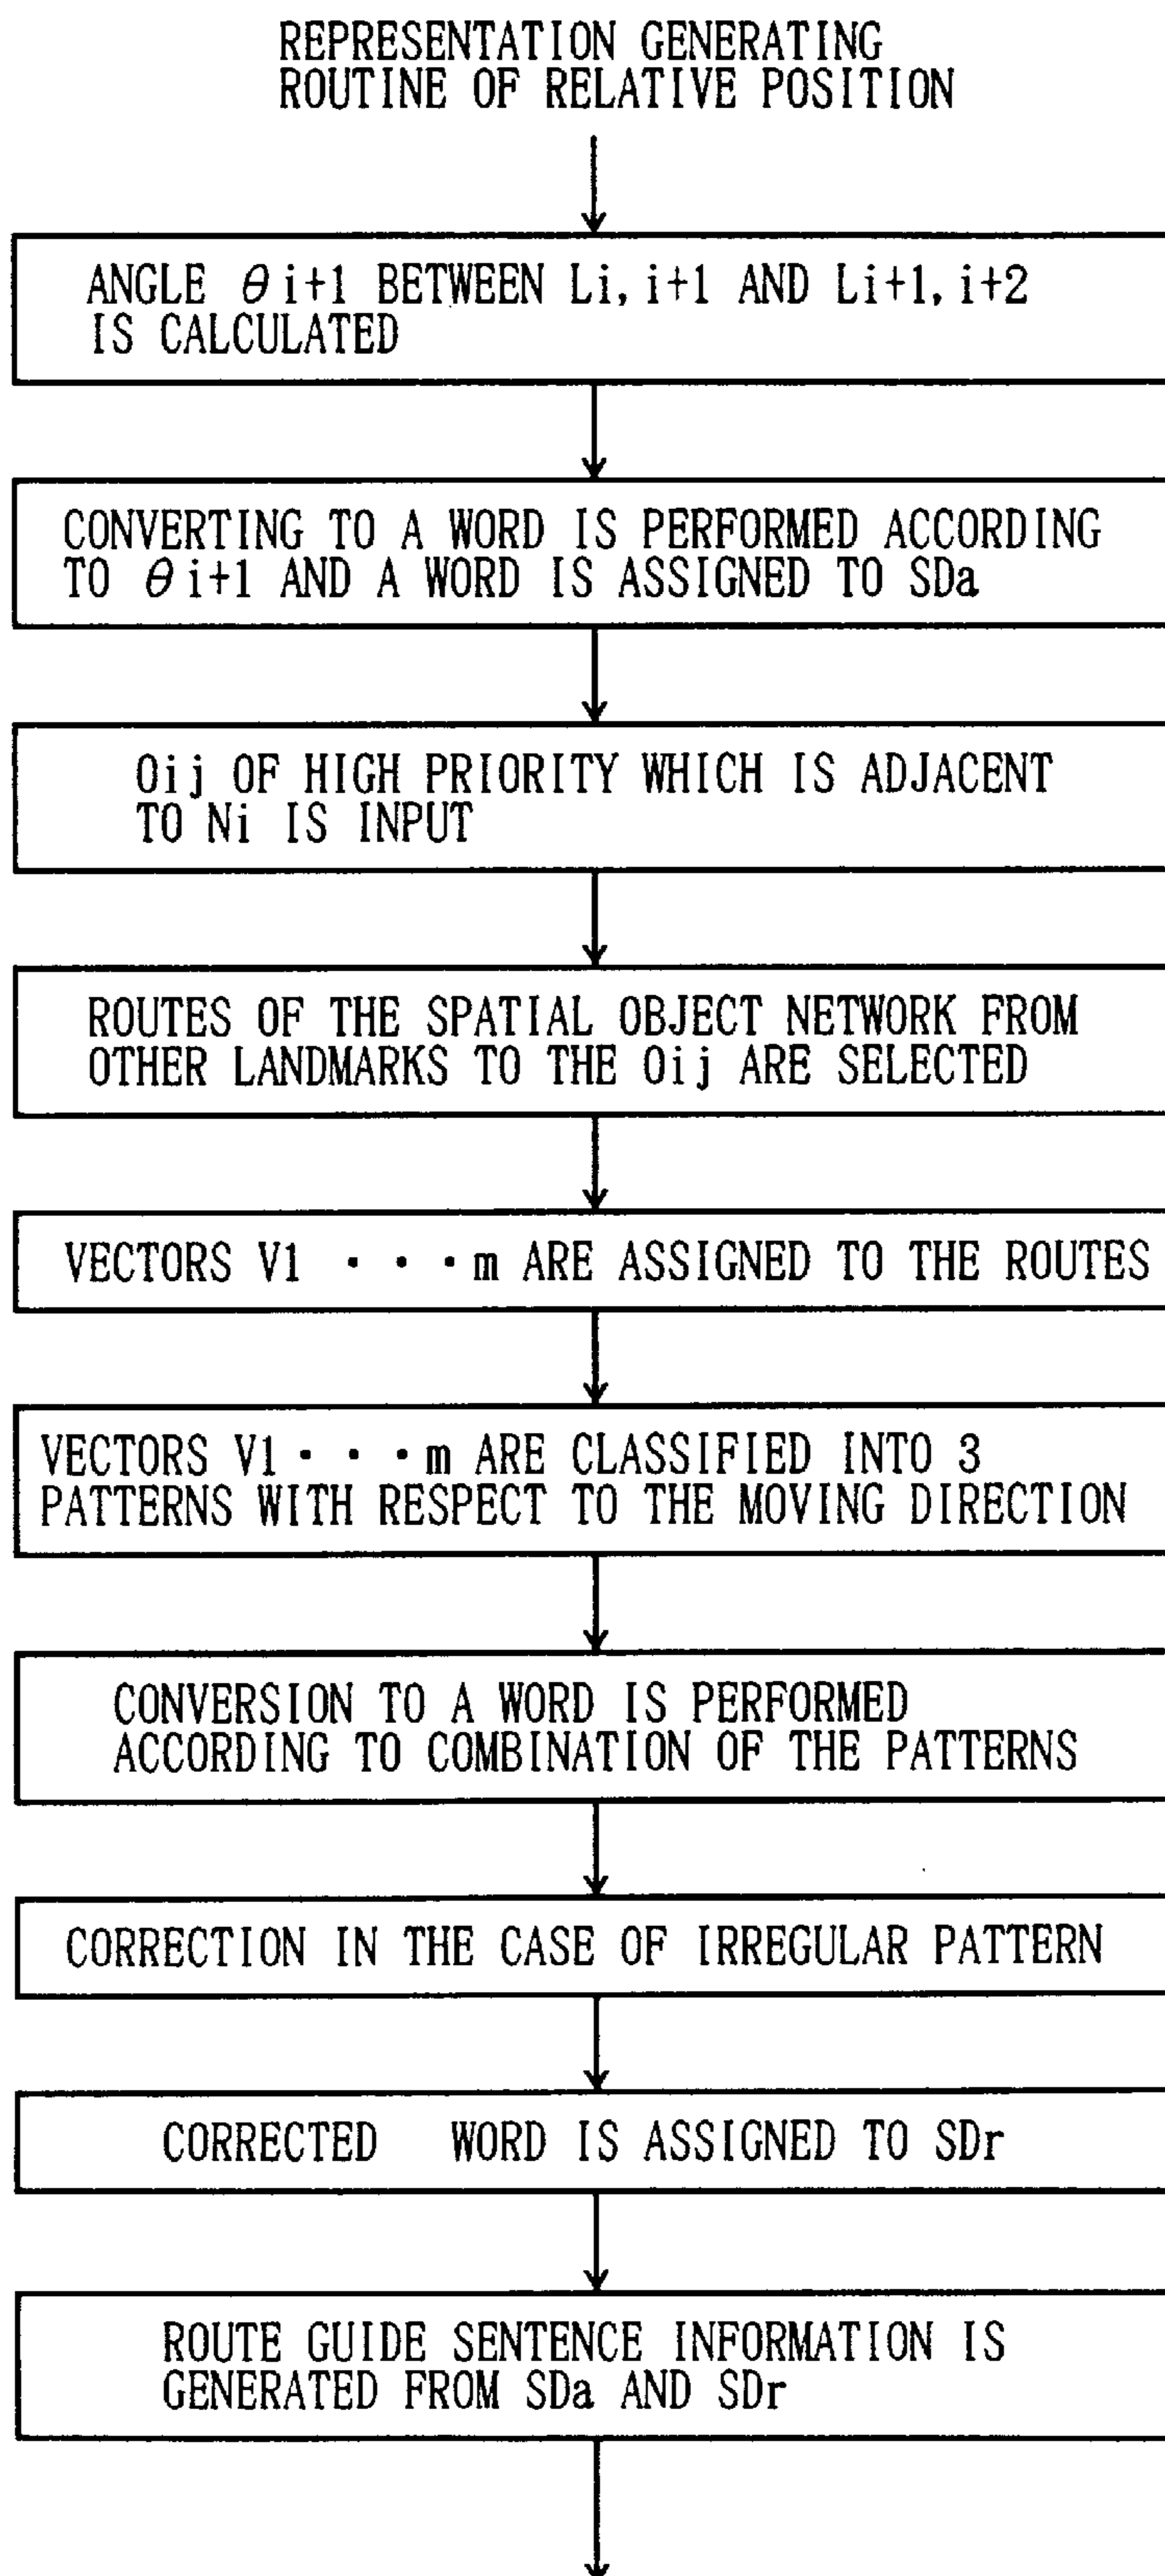 REPRESENTATION GENERATING
ROUTINE OF RELATIVE POSITION
ANGLE θi+1 BETWEEN Li,i+1 AND Li+1,i+2
IS CALCULATED
CONVERTING TO A WORD IS PERFORMED ACCORDING
TO θi+1 AND A WORD IS ASSIGNED TO SDa
Oij OF HIGH PRIORITY WHICH IS ADJACENT
TO Ni IS INPUT
ROUTES OF THE SPATIAL OBJECT NETWORK FROM
OTHER LANDMARKS TO THE Oij ARE SELECTED
VECTORS V1 ・・・m ARE ASSIGNED TO THE ROUTES
VECTORS V1・・・m ARE CLASSIFIED INTO 3
PATTERNS WITH RESPECT TO THE MOVING DIRECTION
CONVERSION TO A WORD IS PERFORMED
ACCORDING TO COMBINATION OF THE PATTERNS
CORRECTION IN THE CASE OF IRREGULAR PATTERN
CORRECTED WORD IS ASSIGNED TO SDr
ROUTE GUIDE SENTENCE INFORMATION IS
GENERATED FROM SDa AND SDr